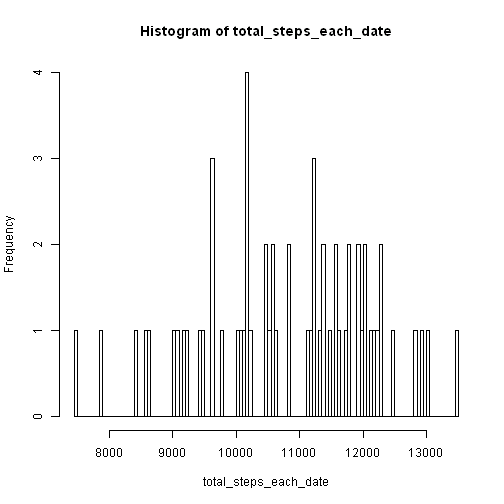 Histogram of total_steps_each_date
Frequency
4
3
2
1
0
8000 9000 10000 11000 12000 13000
total_steps_each_date